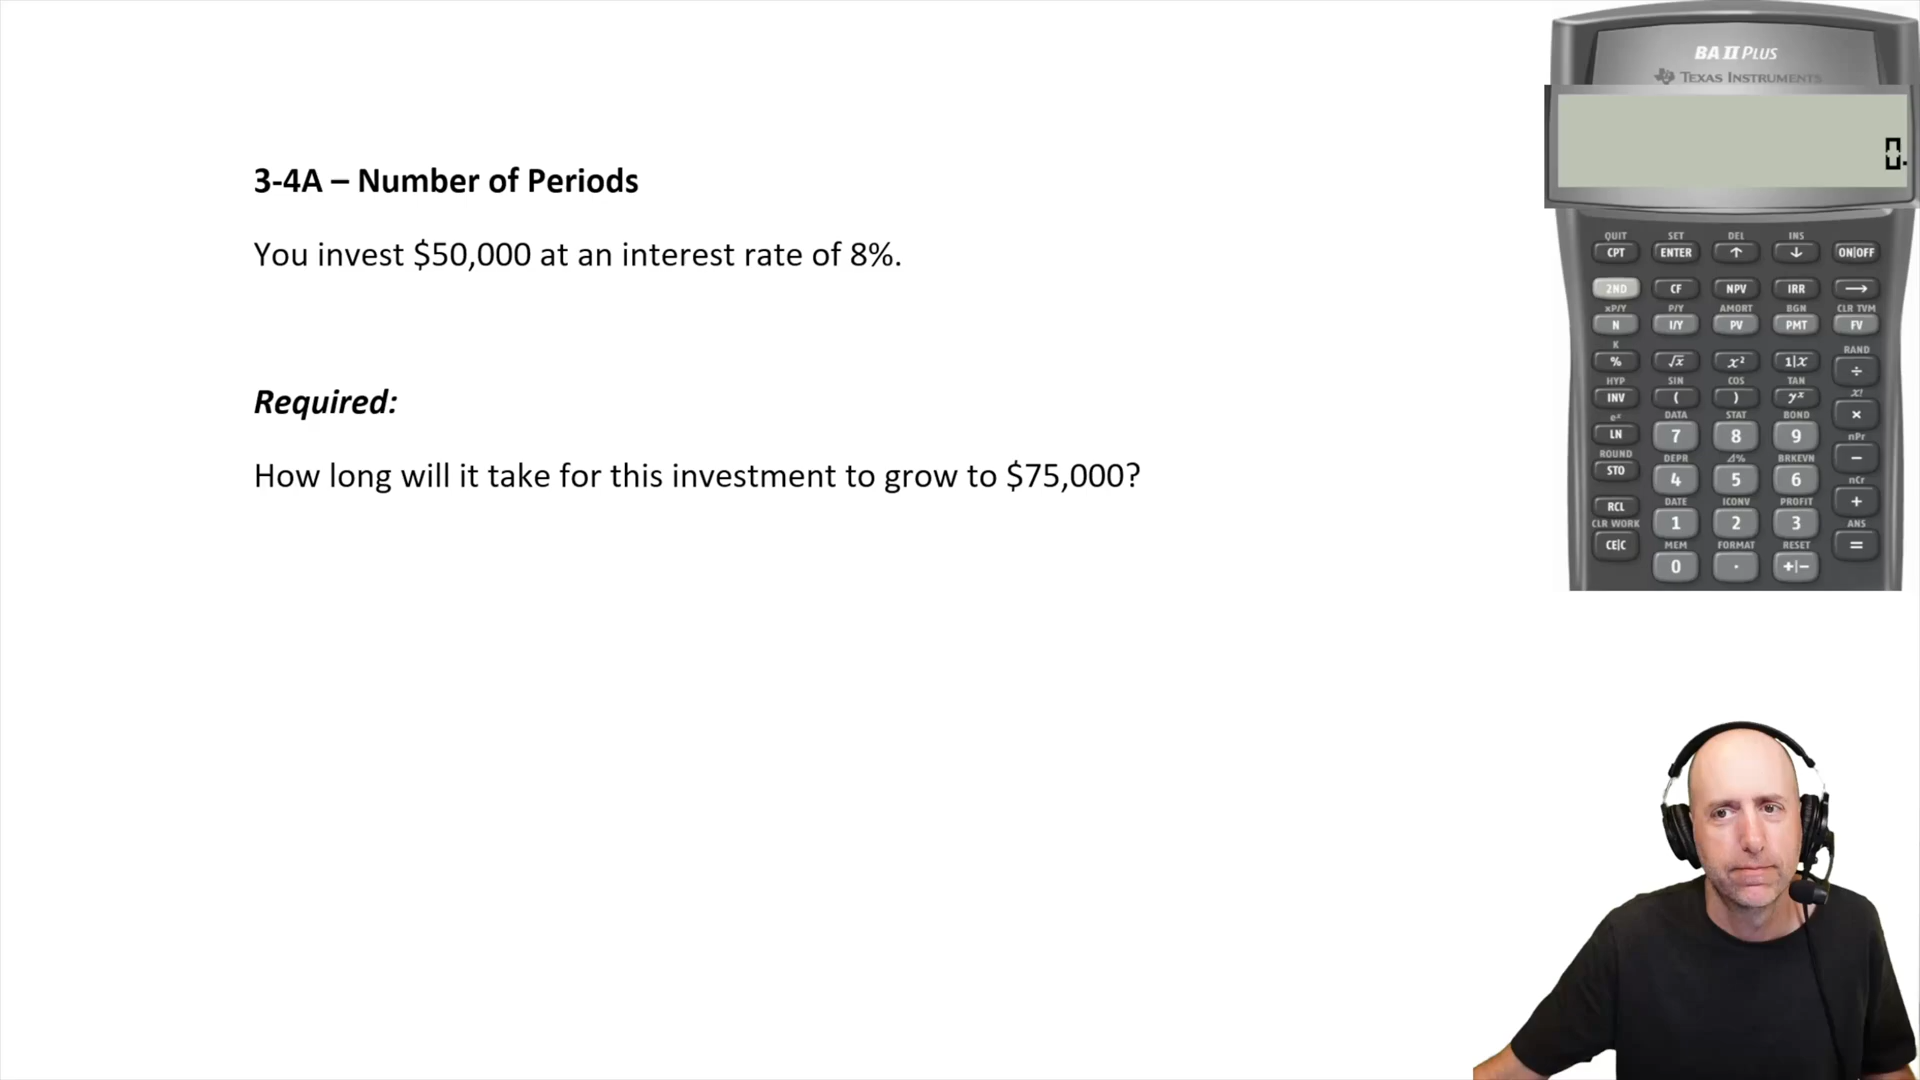 3-4A – Number of Periods
You invest $50,000 at an interest rate of 8%.
Required:
How long will it take for this investment to grow to $75,000?
BA II PLUS
TEXAS INSTRUMENTS
0.
QUIT SET DEL INS
CPT ENTER ↑ ↓ ON|OFF
2ND CF NPV IRR →
xP/Y P/Y AMORT BGN CLR TVM
N I/Y PV PMT FV
K RAND
% √x x² 1|x ÷
HYP SIN COS TAN x!
INV ( ) yˣ ×
eˣ DATA STAT BOND nPr
LN 7 8 9 −
ROUND DEPR Δ% BRKEVN nCr
STO 4 5 6 +
DATE ICONV PROFIT
RCL 1 2 3
CLR WORK ANS
CE|C MEM FORMAT RESET =
0 . +|−